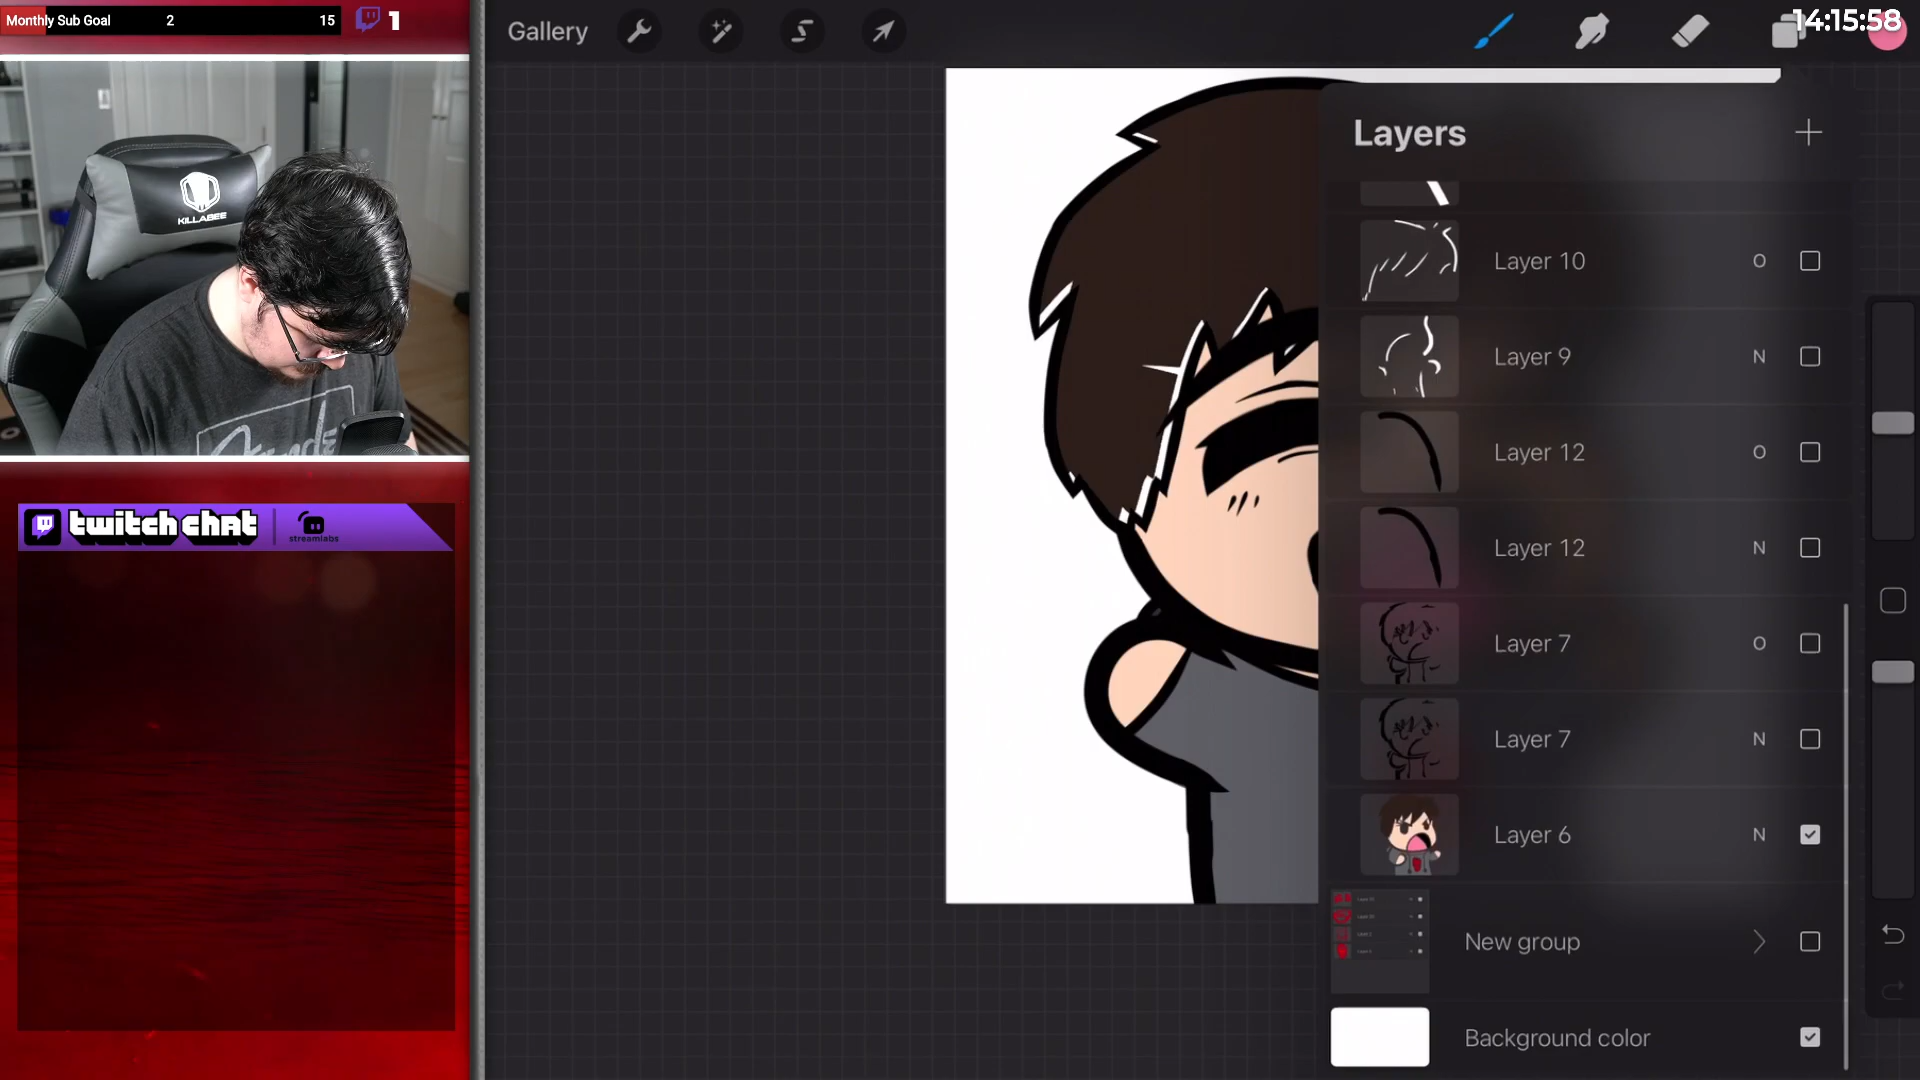 Monthly Sub Goal 2 15 1
Gallery
14:15:58
Layers
KILLABEE
Layer 10 O
Layer 9 N
Layer 12 O
Layer 12 N
twitch chat
streamlabs
Layer 7 O
Layer 7 N
Layer 6 N
New group
Background color